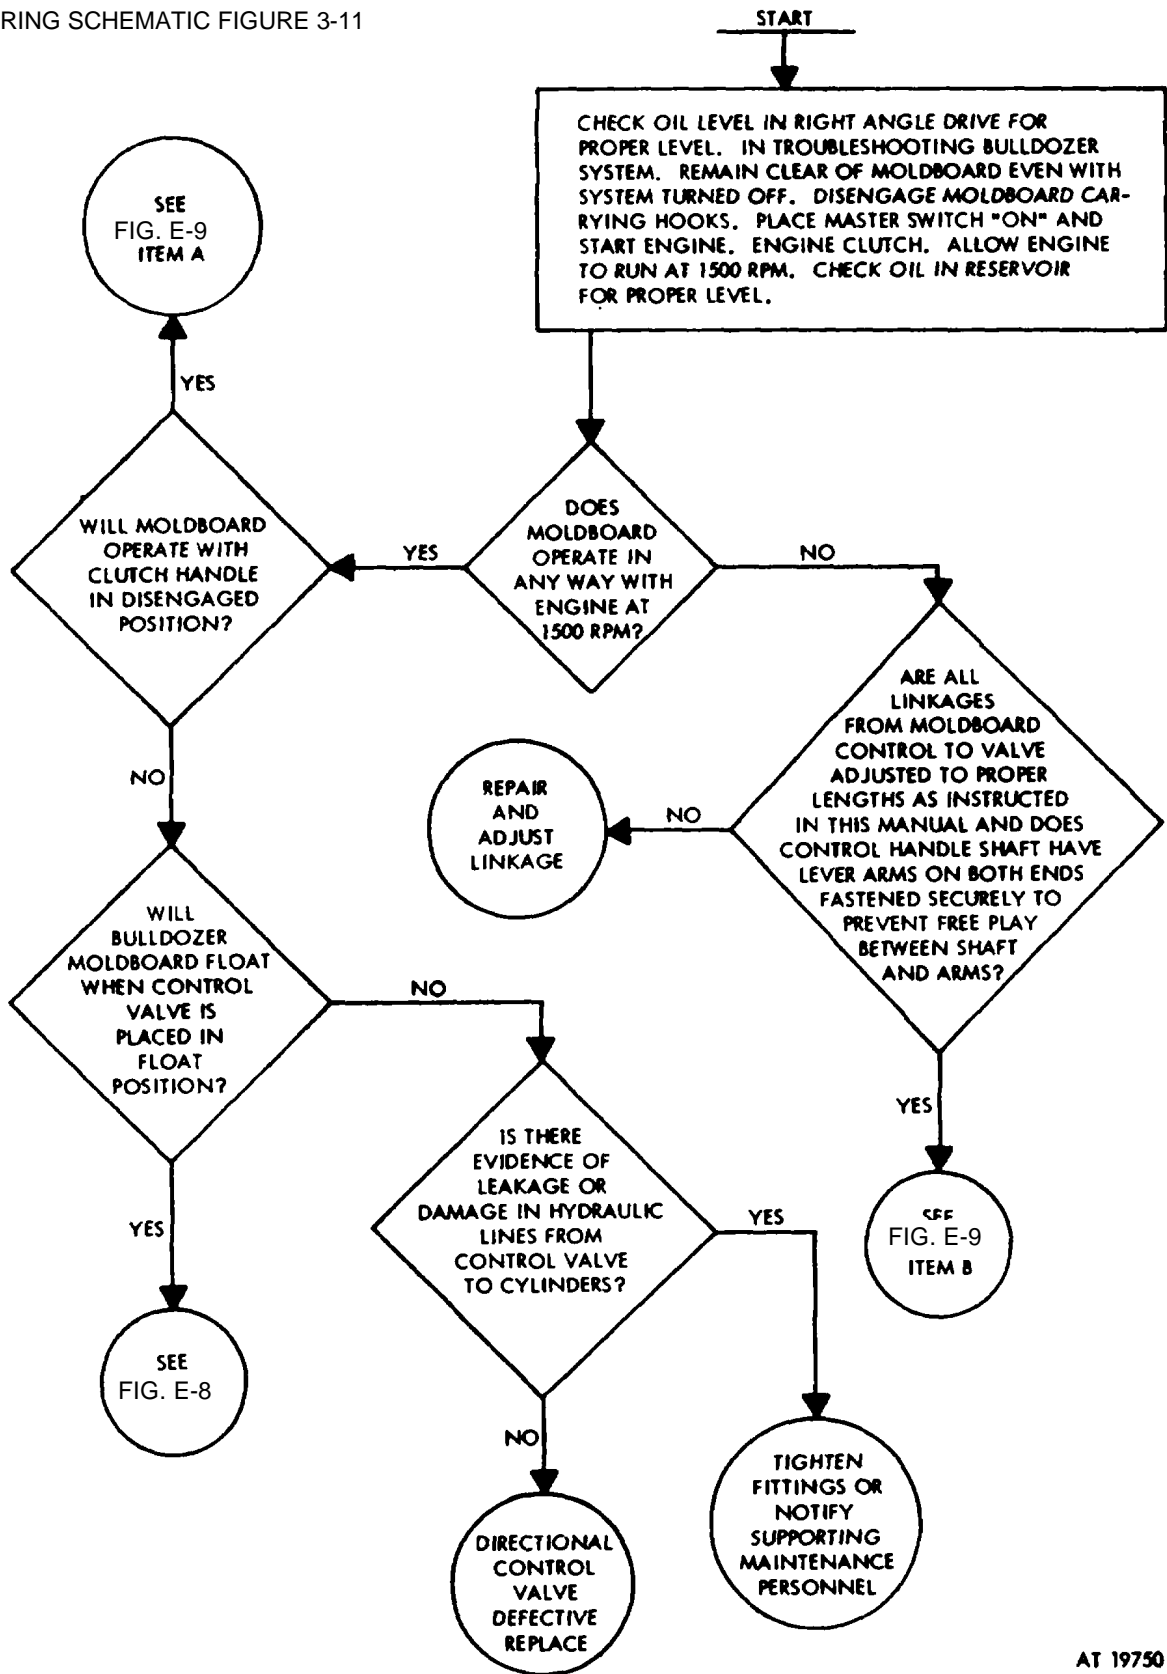 RING SCHEMATIC FIGURE 3-11
START
CHECK OIL LEVEL IN RIGHT ANGLE DRIVE FOR
PROPER LEVEL. IN TROUBLESHOOTING BULLDOZER
SYSTEM. REMAIN CLEAR OF MOLDBOARD EVEN WITH
SYSTEM TURNED OFF. DISENGAGE MOLDBOARD CAR-
RYING HOOKS. PLACE MASTER SWITCH "ON" AND
START ENGINE. ENGINE CLUTCH. ALLOW ENGINE
TO RUN AT 1500 RPM. CHECK OIL IN RESERVOIR
FOR PROPER LEVEL.
SEE
FIG. E-9
ITEM A
YES
WILL MOLDBOARD
OPERATE WITH
CLUTCH HANDLE
IN DISENGAGED
POSITION?
YES
DOES
MOLDBOARD
OPERATE IN
ANY WAY WITH
ENGINE AT
1500 RPM?
NO
ARE ALL
LINKAGES
FROM MOLDBOARD
CONTROL TO VALVE
ADJUSTED TO PROPER
LENGTHS AS INSTRUCTED
IN THIS MANUAL AND DOES
CONTROL HANDLE SHAFT HAVE
LEVER ARMS ON BOTH ENDS
FASTENED SECURELY TO
PREVENT FREE PLAY
BETWEEN SHAFT
AND ARMS?
NO
REPAIR
AND
ADJUST
LINKAGE
NO
WILL
BULLDOZER
MOLDBOARD FLOAT
WHEN CONTROL
VALVE IS
PLACED IN
FLOAT
POSITION?
NO
IS THERE
EVIDENCE OF
LEAKAGE OR
DAMAGE IN HYDRAULIC
LINES FROM
CONTROL VALVE
TO CYLINDERS?
YES
YES
SEE
FIG. E-9
ITEM B
YES
SEE
FIG. E-8
NO
DIRECTIONAL
CONTROL
VALVE
DEFECTIVE
REPLACE
TIGHTEN
FITTINGS OR
NOTIFY
SUPPORTING
MAINTENANCE
PERSONNEL
AT 19750